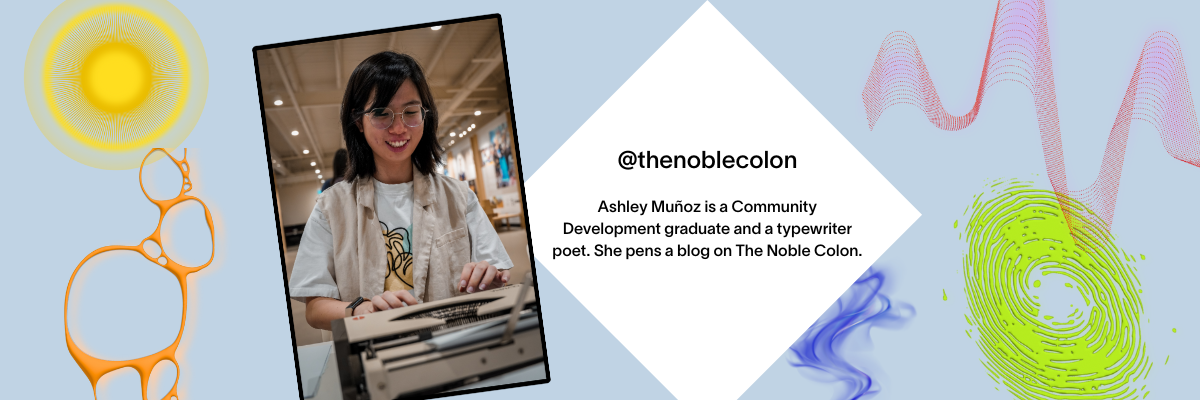 @thenoblecolon
Ashley Muñoz is a Community
Development graduate and a typewriter
poet. She pens a blog on The Noble Colon.